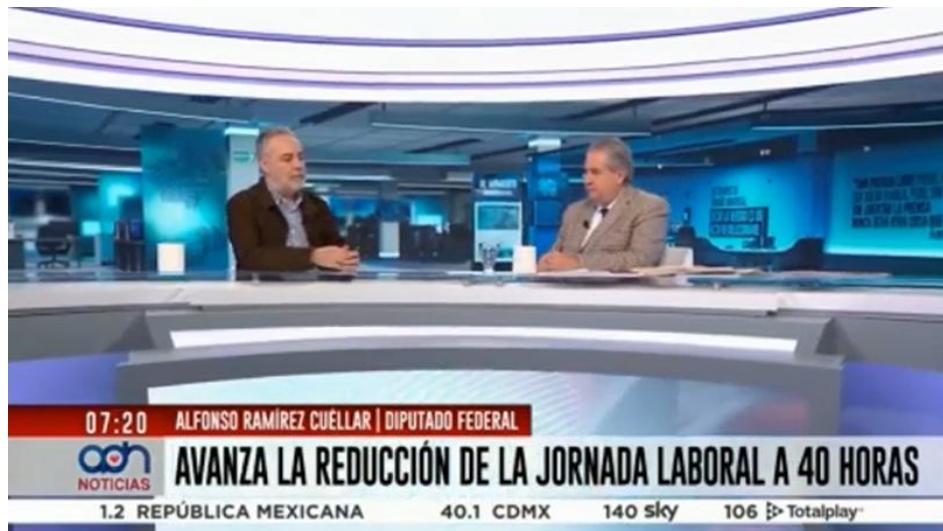 07:20 ALFONSO RAMÍREZ CUÉLLAR | DIPUTADO FEDERAL
adn NOTICIAS
AVANZA LA REDUCCIÓN DE LA JORNADA LABORAL A 40 HORAS
1.2 REPÚBLICA MEXICANA 40.1 CDMX 140 sky 106 Totalplay